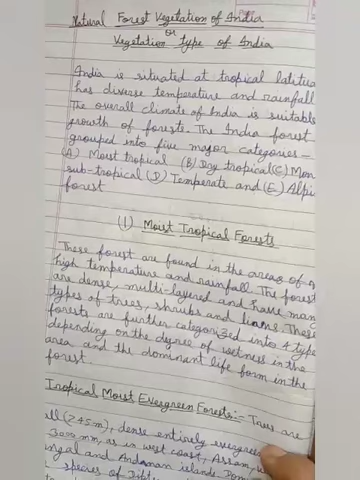 Natural Forest Vegetation of India
or
Vegetation type of India
India is situated at tropical latitu
has diverse temperature and rainfall
The overall climate of India is suitable
growth of forests. The India forest
grouped into five major categories -
(A) Moist tropical (B) Dry tropical (C) Mon
sub-tropical (D) Temperate and (E) Alpi
forest
(1) Moist Tropical Forests
These forest are found in the areas of
high temperature and rainfall. The forest
are dense, multi-layered and have many
types of trees, shrubs and lianas. These
forests are further categorized into 4 type
depending on the degree of wetness in the
area and the dominant life form in the
forest.
Tropical Moist Evergreen Forests:- Trees are
all (>45m), dense entirely evergreen
3000 mm, as in west coast, Assam,
ngal and Andaman islands
species of